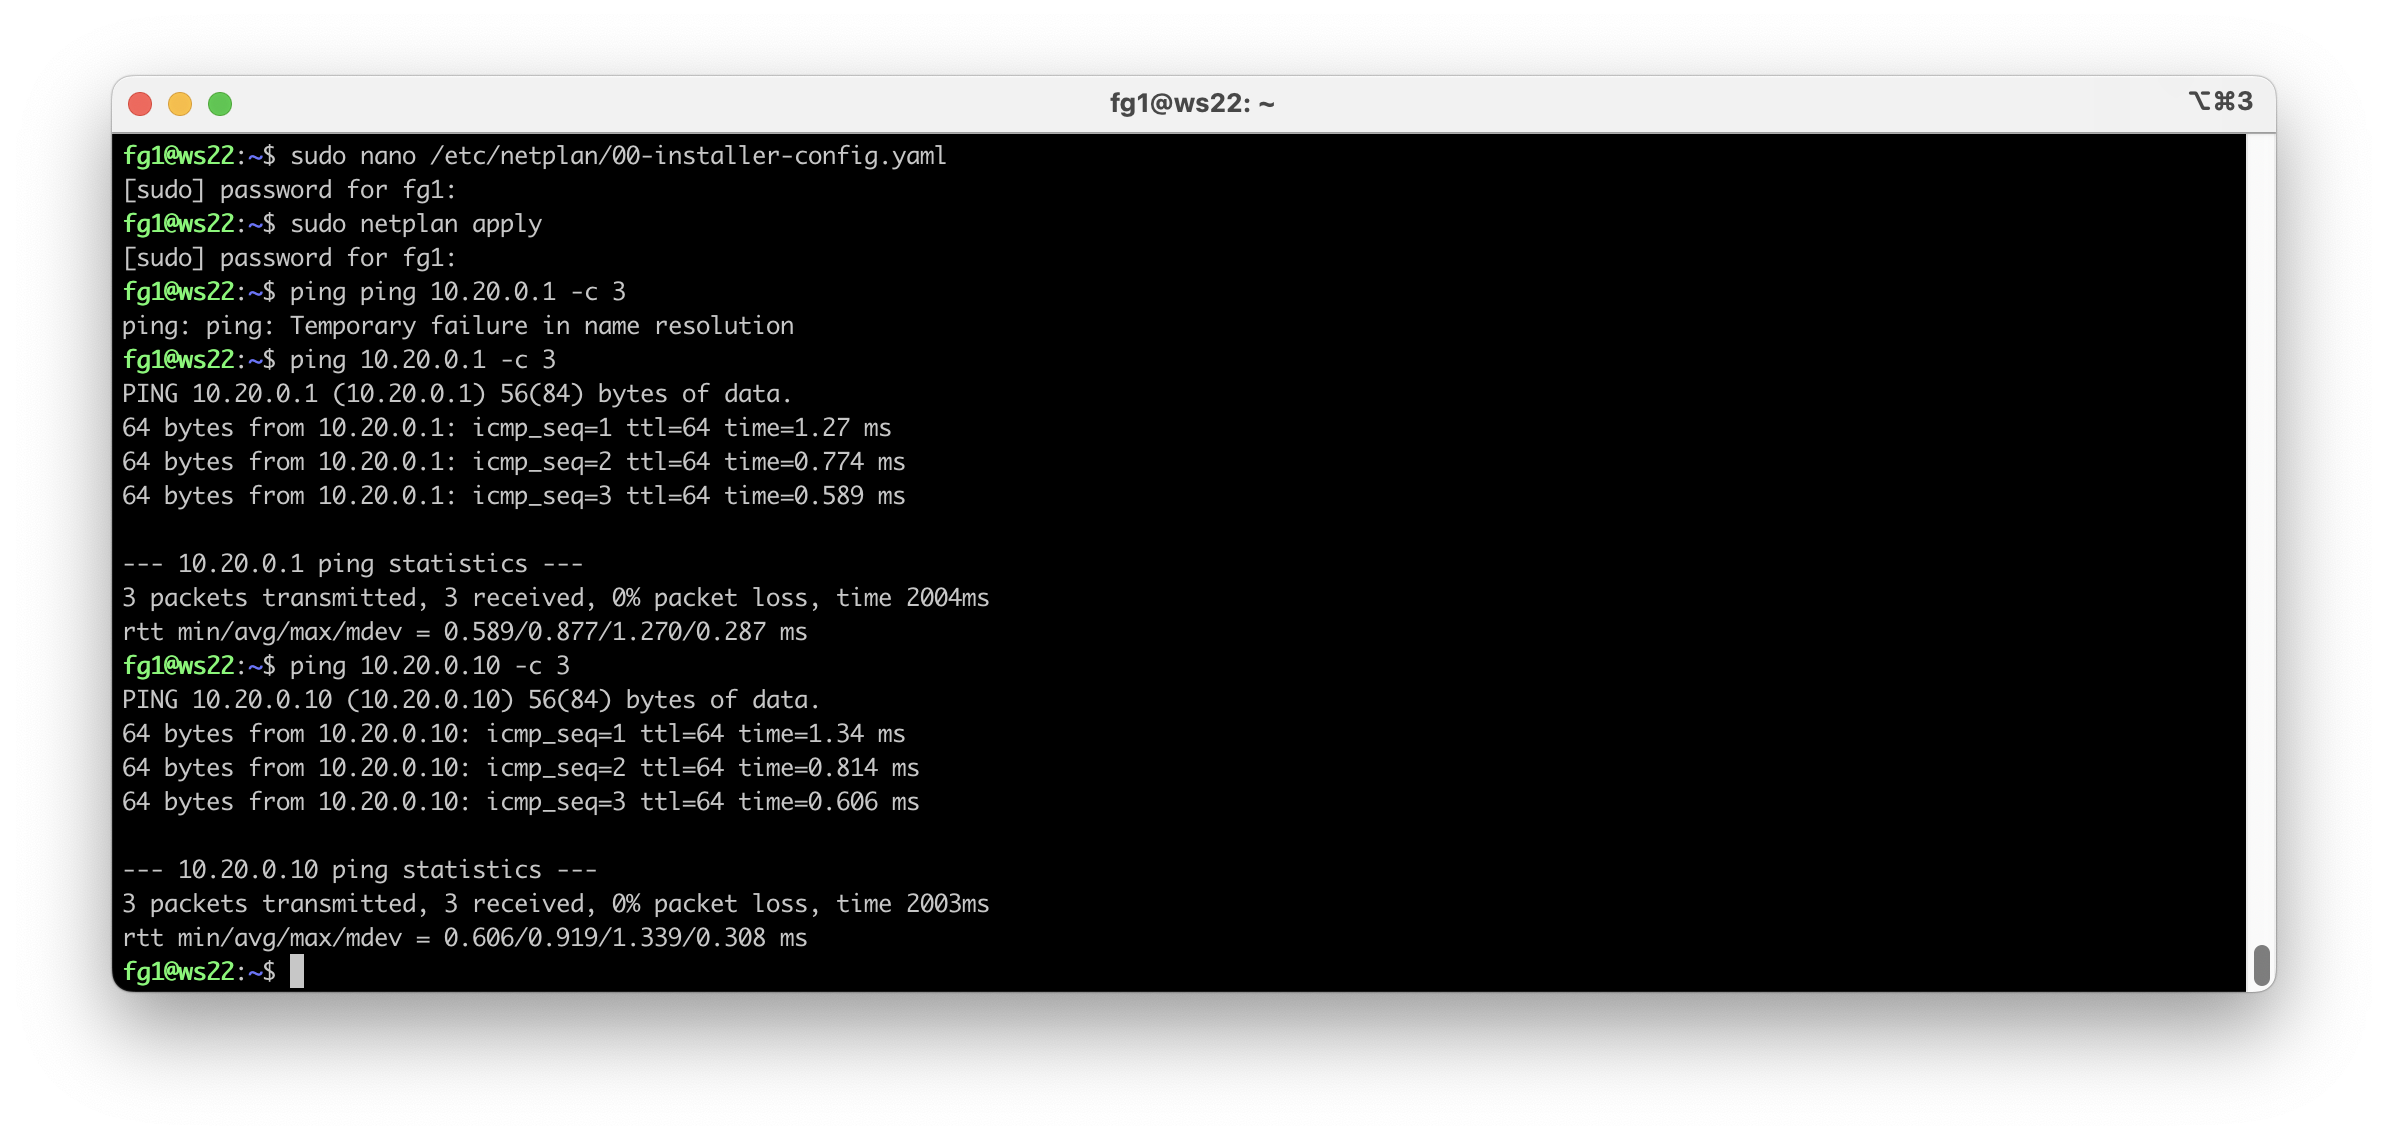 fg1@ws22: ~
⌥⌘3
fg1@ws22:~$ sudo nano /etc/netplan/00-installer-config.yaml
[sudo] password for fg1:
fg1@ws22:~$ sudo netplan apply
[sudo] password for fg1:
fg1@ws22:~$ ping ping 10.20.0.1 -c 3
ping: ping: Temporary failure in name resolution
fg1@ws22:~$ ping 10.20.0.1 -c 3
PING 10.20.0.1 (10.20.0.1) 56(84) bytes of data.
64 bytes from 10.20.0.1: icmp_seq=1 ttl=64 time=1.27 ms
64 bytes from 10.20.0.1: icmp_seq=2 ttl=64 time=0.774 ms
64 bytes from 10.20.0.1: icmp_seq=3 ttl=64 time=0.589 ms

--- 10.20.0.1 ping statistics ---
3 packets transmitted, 3 received, 0% packet loss, time 2004ms
rtt min/avg/max/mdev = 0.589/0.877/1.270/0.287 ms
fg1@ws22:~$ ping 10.20.0.10 -c 3
PING 10.20.0.10 (10.20.0.10) 56(84) bytes of data.
64 bytes from 10.20.0.10: icmp_seq=1 ttl=64 time=1.34 ms
64 bytes from 10.20.0.10: icmp_seq=2 ttl=64 time=0.814 ms
64 bytes from 10.20.0.10: icmp_seq=3 ttl=64 time=0.606 ms

--- 10.20.0.10 ping statistics ---
3 packets transmitted, 3 received, 0% packet loss, time 2003ms
rtt min/avg/max/mdev = 0.606/0.919/1.339/0.308 ms
fg1@ws22:~$